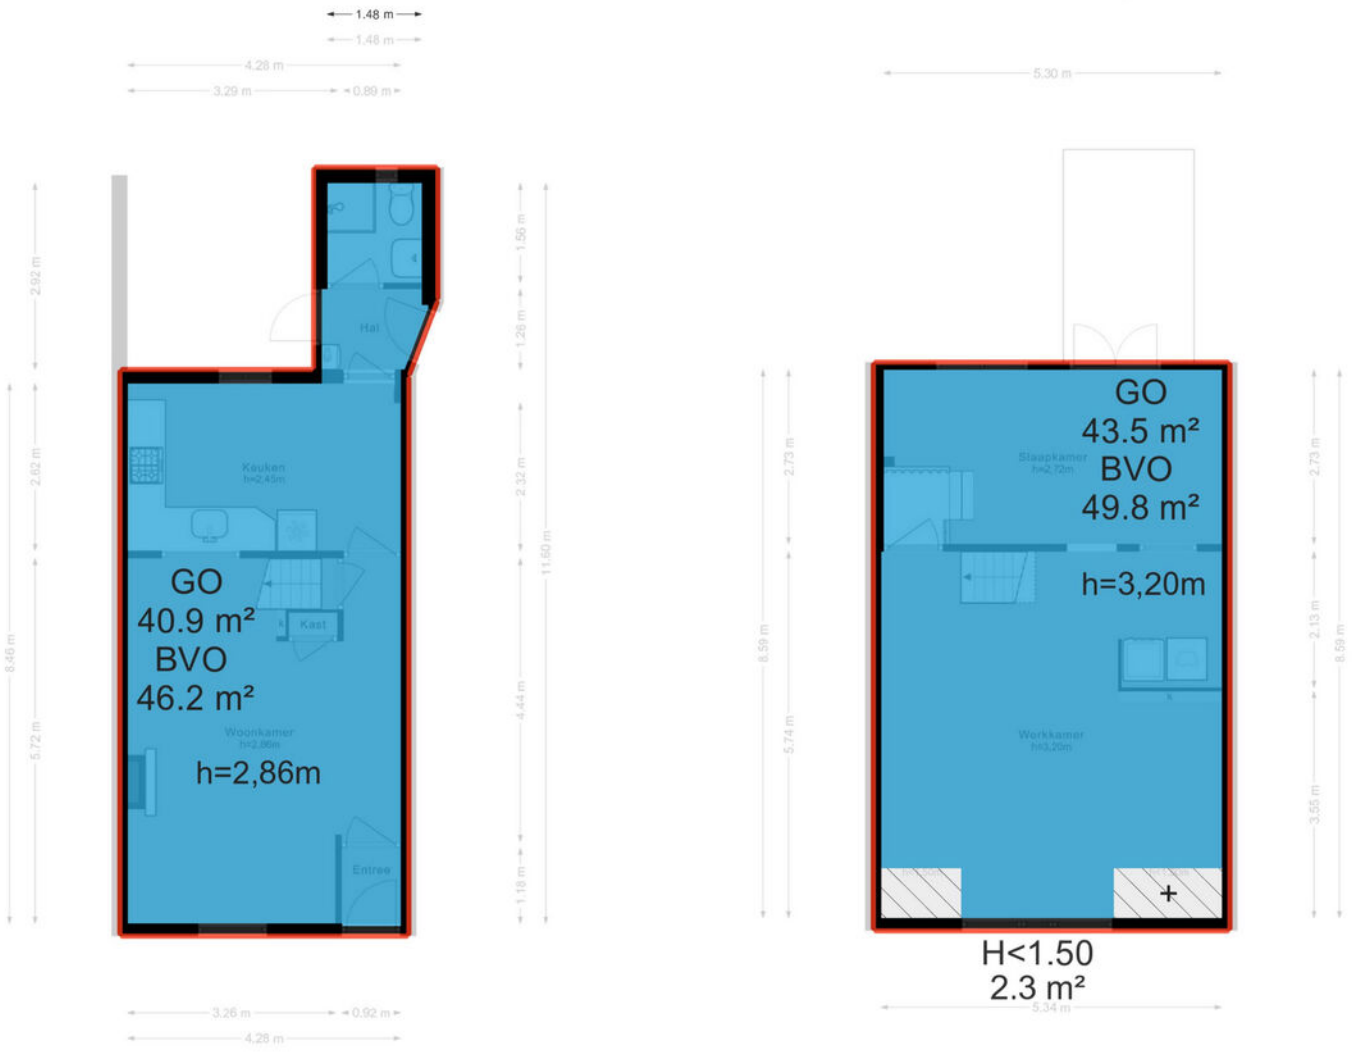 1.48 m
1.48 m
4.28 m
3.29 m
0.89 m
2.92 m
1.56 m
1.26 m
Hal
2.62 m
Keuken
h=2,45m
2.32 m
11.60 m
GO
40.9 m²
BVO
46.2 m²
Kast
8.46 m
5.72 m
4.44 m
Woonkamer
h=2,86m
h=2,86m
Entree
1.18 m
3.26 m
0.92 m
4.28 m
5.30 m
GO
43.5 m²
BVO
49.8 m²
Slaapkamer
h=2,72m
2.73 m
2.73 m
h=3,20m
8.59 m
5.74 m
2.13 m
8.59 m
Werkkamer
h=3,20m
3.55 m
H<1.50
2.3 m²
5.34 m